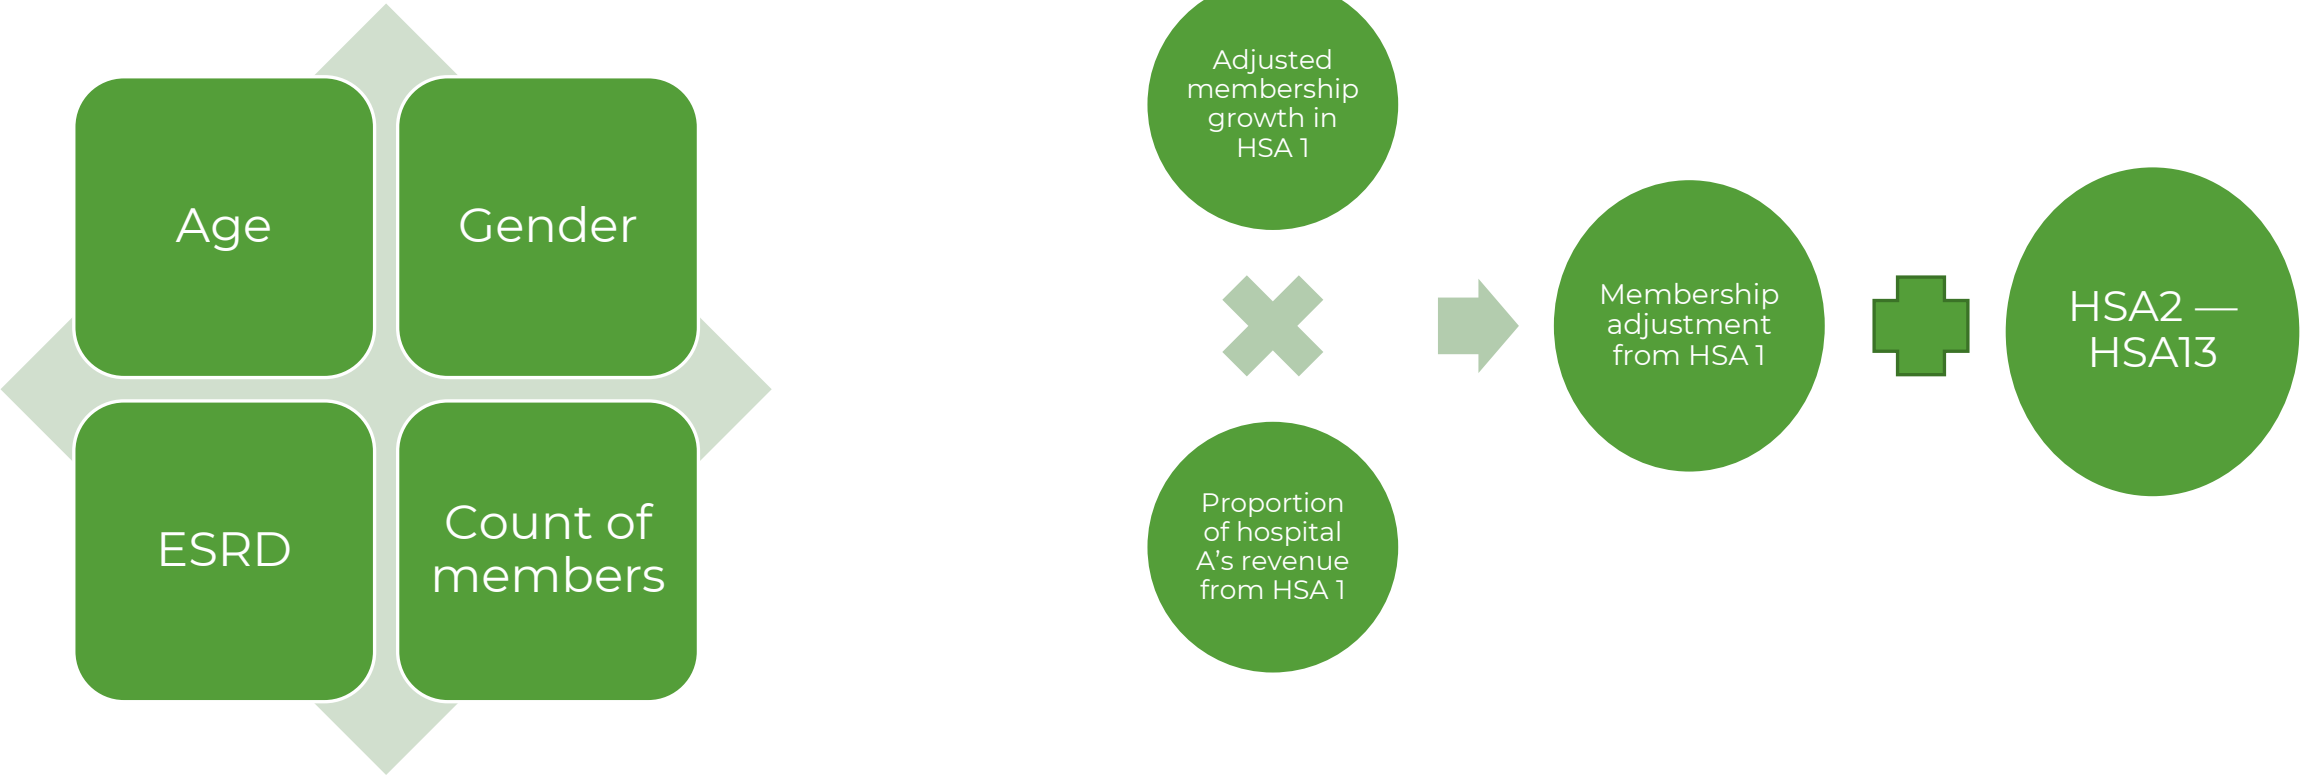 Age
Gender
ESRD
Count of
members
Adjusted
membership
growth in
HSA 1
Proportion
of hospital
A’s revenue
from HSA 1
Membership
adjustment
from HSA 1
HSA2 —
HSA13